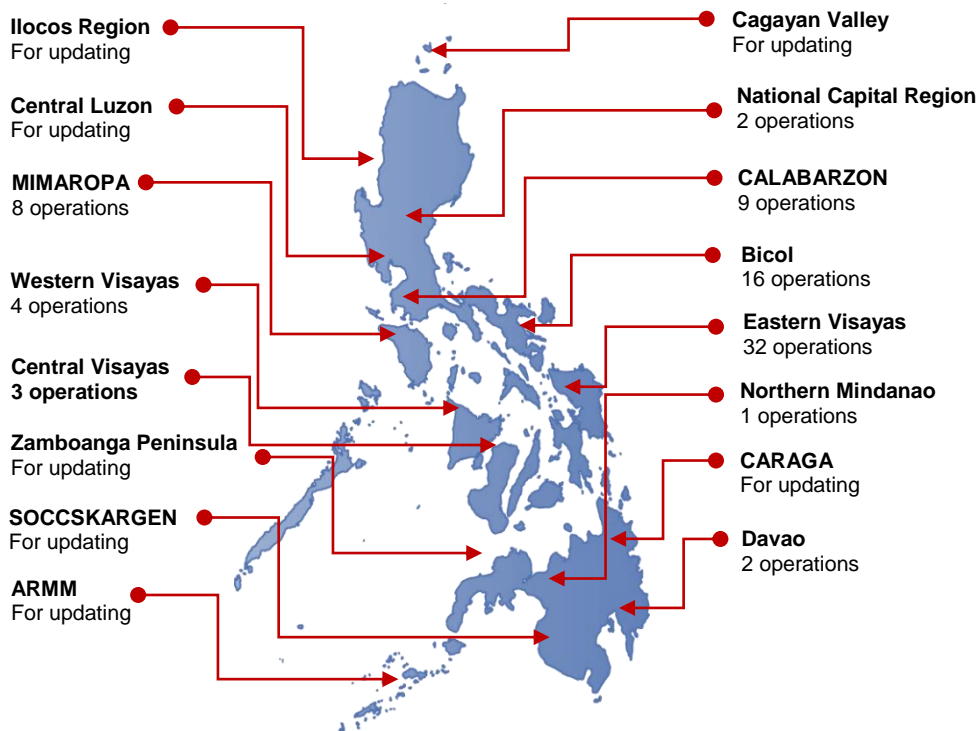 Ilocos Region
For updating
Central Luzon
For updating
MIMAROPA
8 operations
Western Visayas
4 operations
Central Visayas
3 operations
Zamboanga Peninsula
For updating
SOCCSKARGEN
For updating
ARMM
For updating
Cagayan Valley
For updating
National Capital Region
2 operations
CALABARZON
9 operations
Bicol
16 operations
Eastern Visayas
32 operations
Northern Mindanao
1 operations
CARAGA
For updating
Davao
2 operations